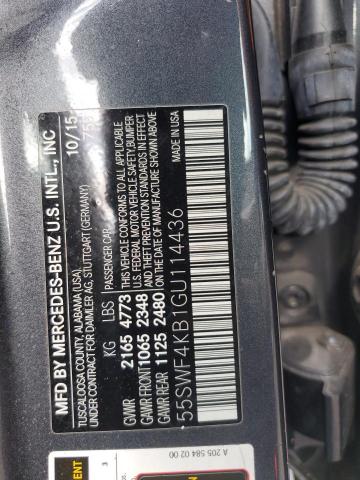 MFD BY MERCEDES-BENZ U.S. INTL., INC
TUSCALOOSA COUNTY, ALABAMA (USA)
UNDER CONTRACT FOR DAIMLER AG, STUTTGART (GERMANY)
10/15
KG LBS PASSENGER CAR
GVWR 2165 4773
GAWR FRONT 1065 2348
GAWR REAR 1125 2480
THIS VEHICLE CONFORMS TO ALL APPLICABLE
U.S. FEDERAL MOTOR VEHICLE SAFETY, BUMPER
AND THEFT PREVENTION STANDARDS IN EFFECT
ON THE DATE OF MANUFACTURE SHOWN ABOVE
55SWF4KB1GU114436
A 205 584 02 00
3